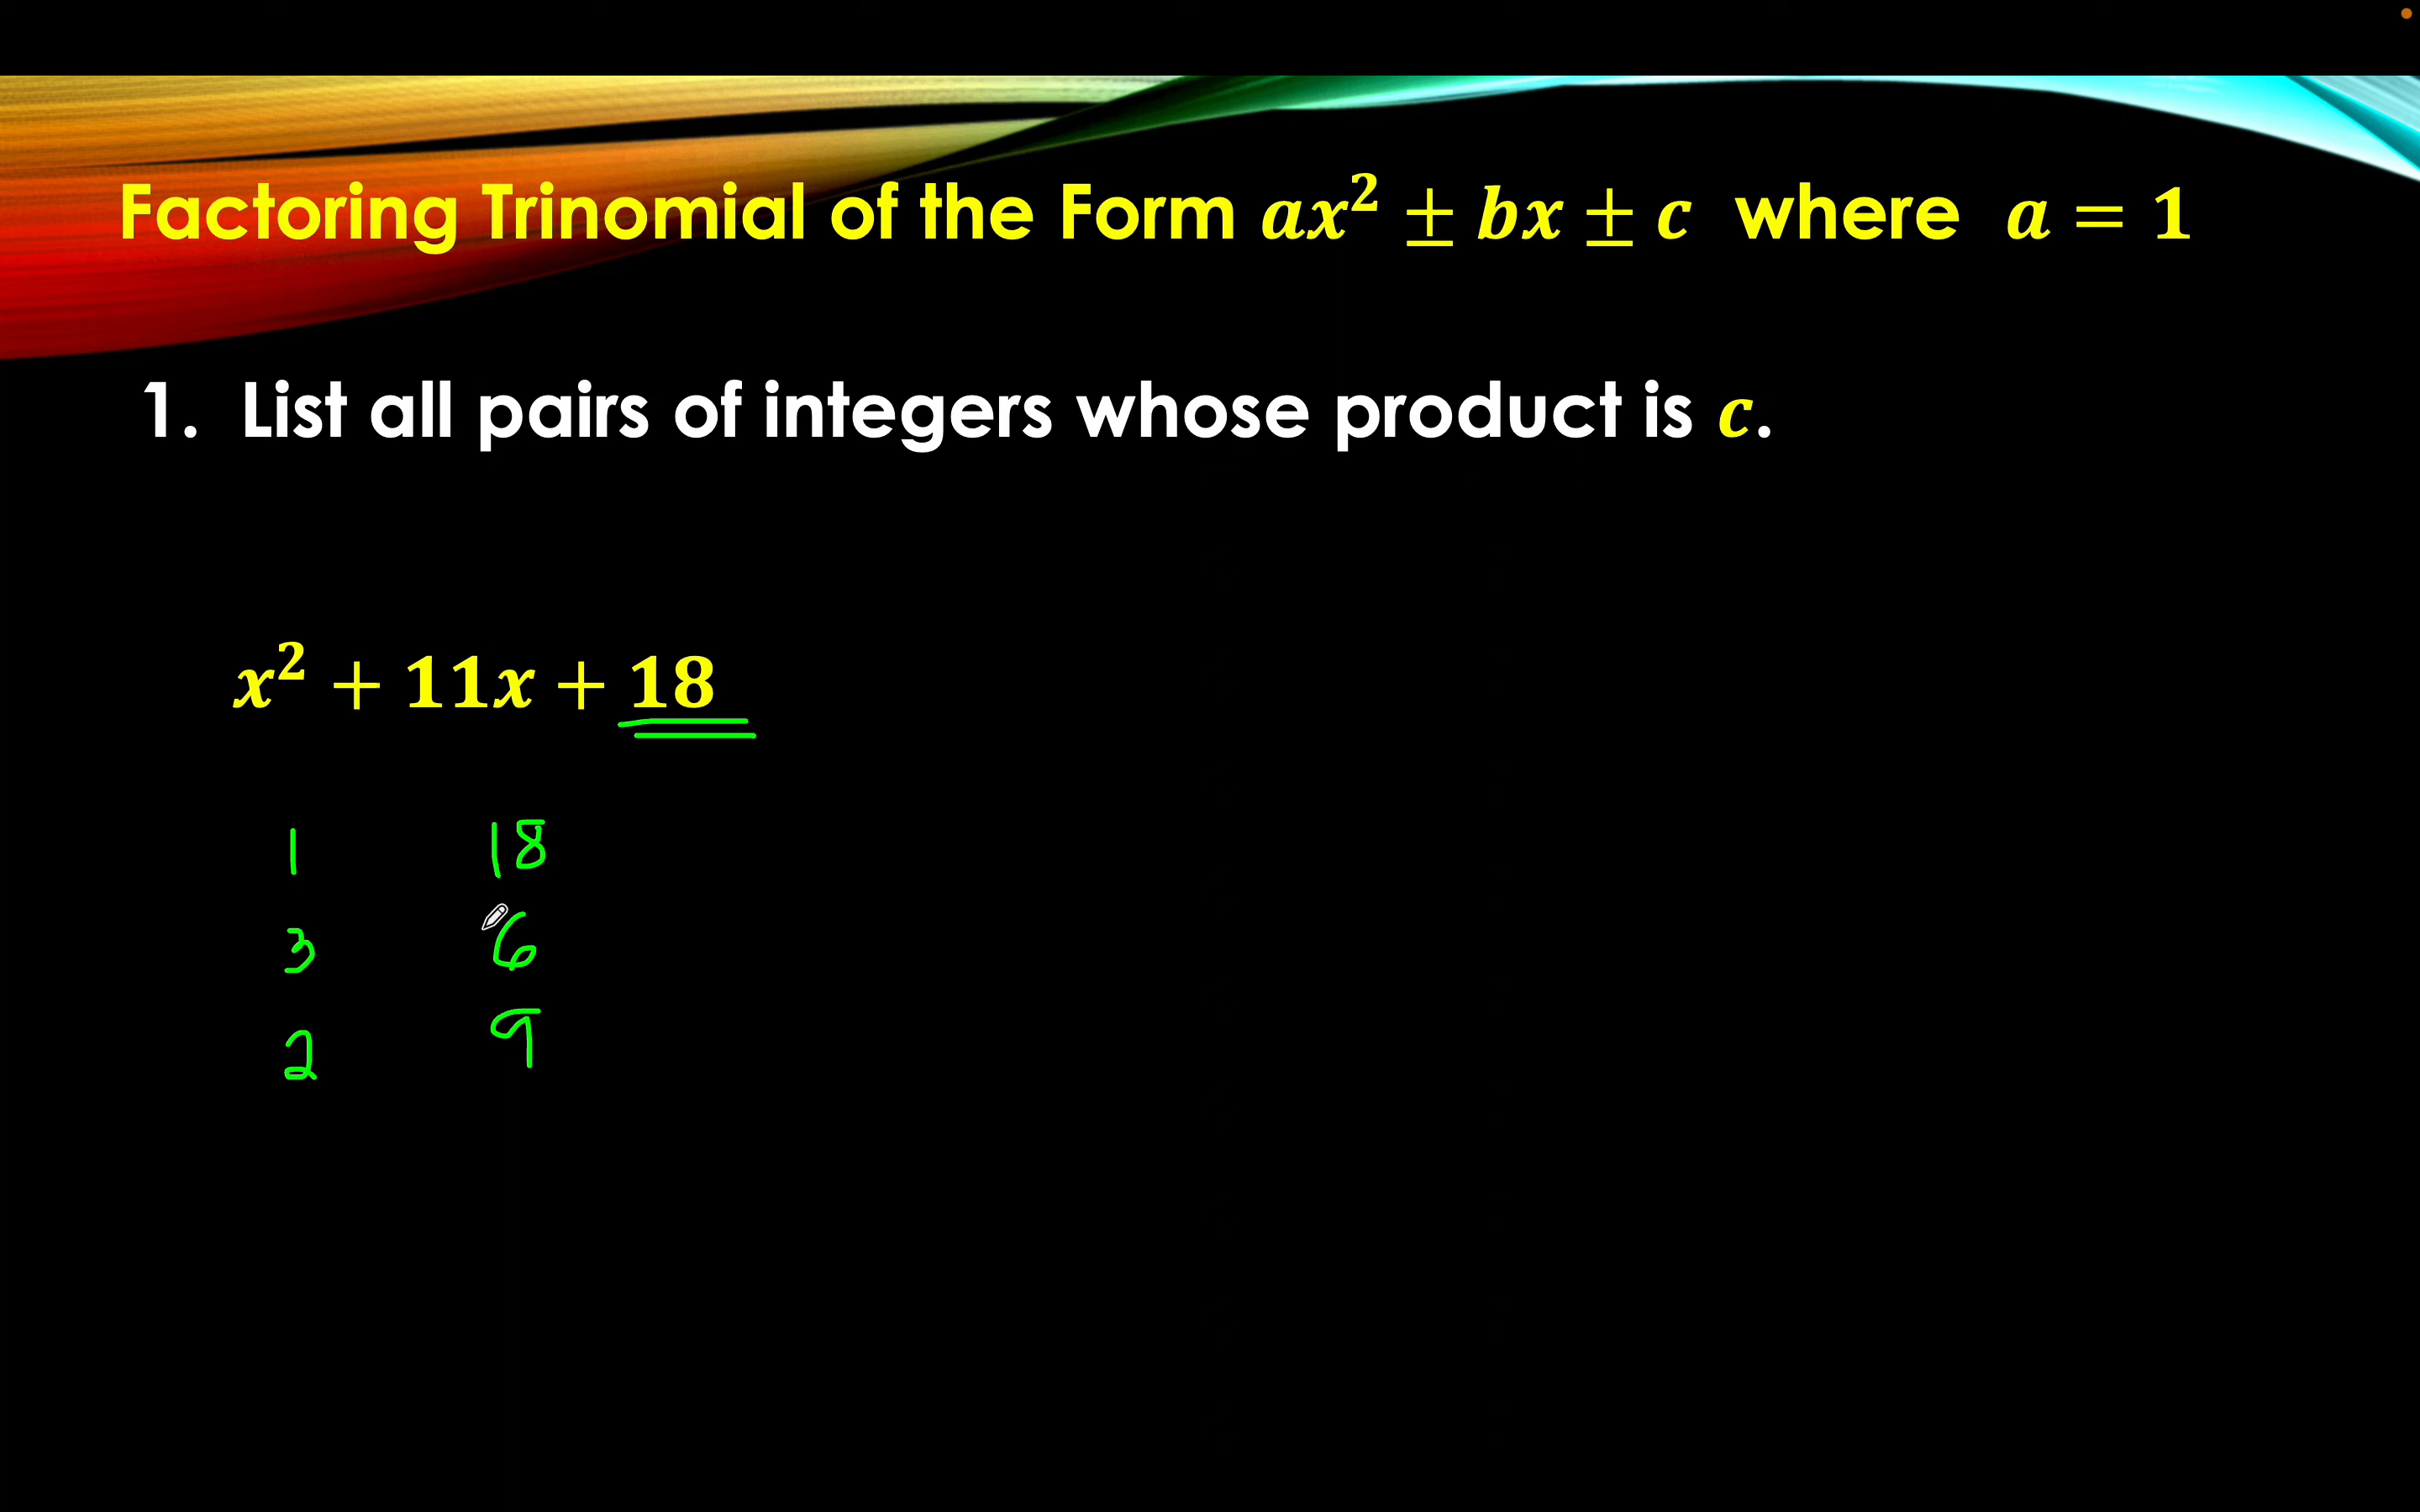 Factoring Trinomial of the Form ax² ± bx ± c where a = 1
1. List all pairs of integers whose product is c.
x² + 11x + 18
1 18
3 6
2 9